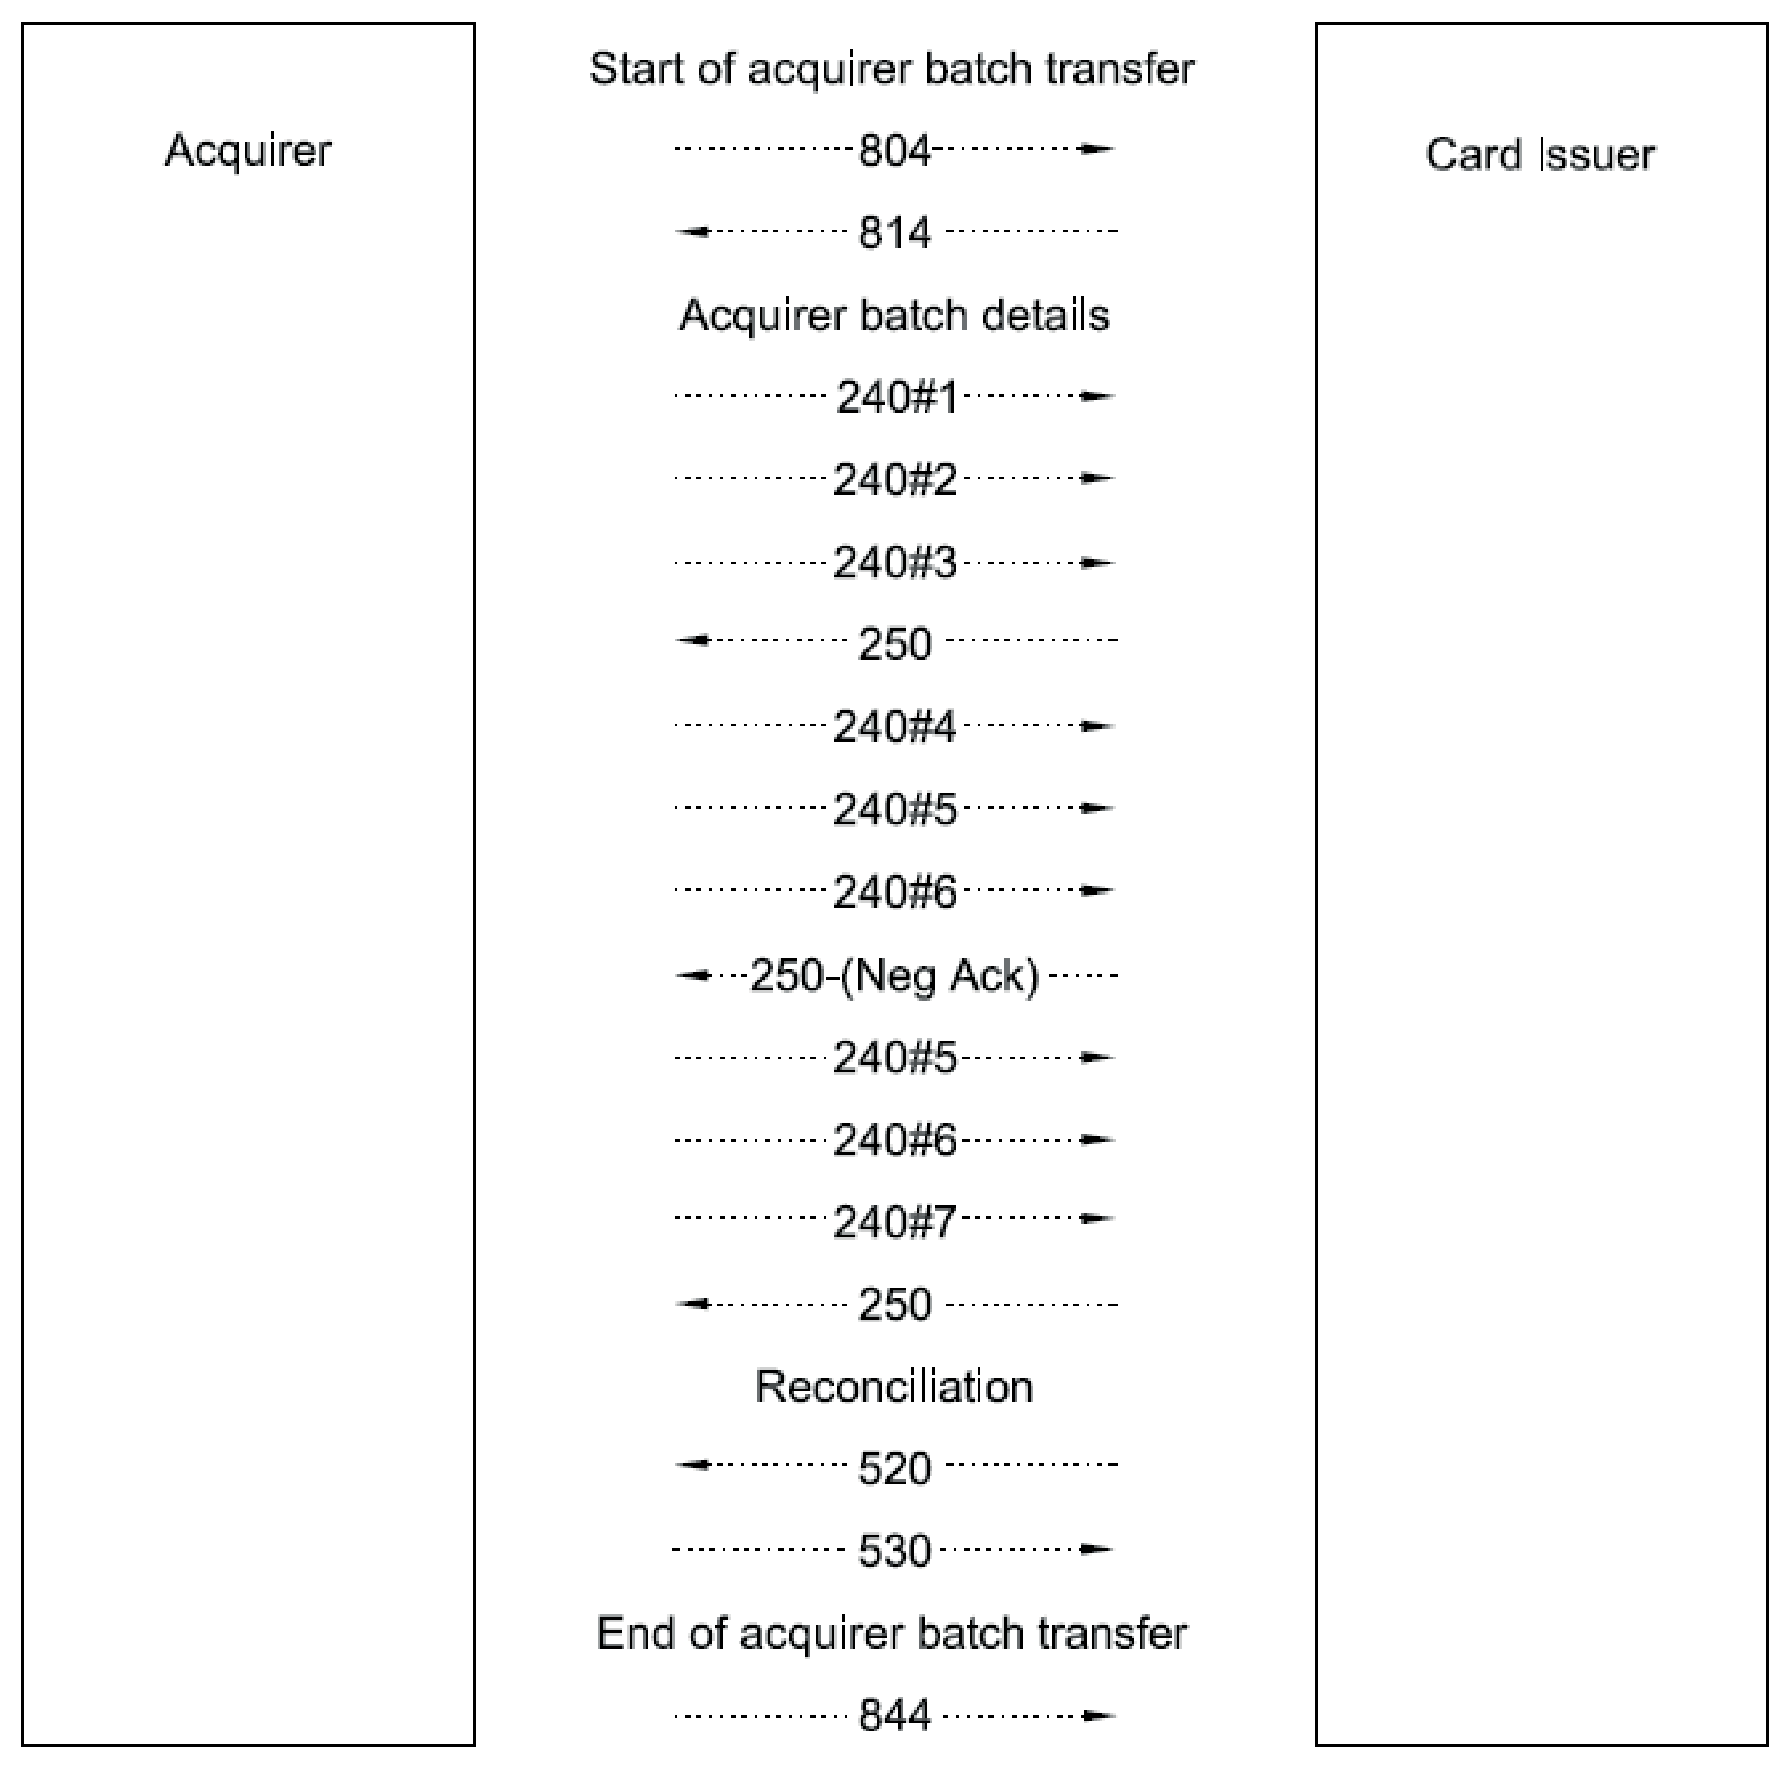 Start of acquirer batch transfer
Acquirer
804
Card Issuer
814
Acquirer batch details
240#1
240#2
240#3
250
240#4
240#5
240#6
250-(Neg Ack)
240#5
240#6
240#7
250
Reconciliation
520
530
End of acquirer batch transfer
844